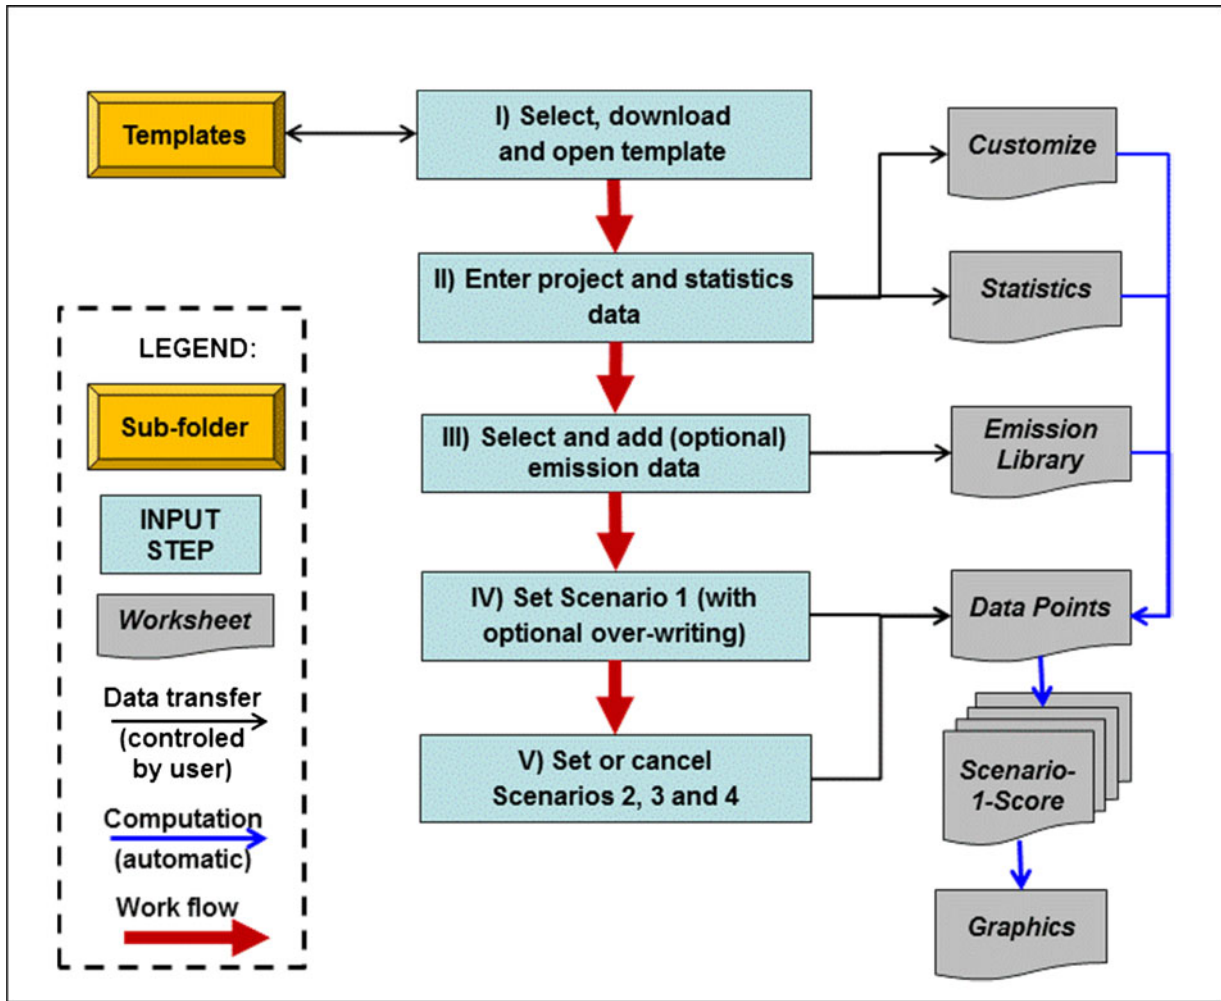 Templates
I) Select, download
and open template
Customize
II) Enter project and statistics
data
Statistics
LEGEND:
Sub-folder
INPUT
STEP
Worksheet
Data transfer
(controled
by user)
Computation
(automatic)
Work flow
III) Select and add (optional)
emission data
Emission
Library
IV) Set Scenario 1 (with
optional over-writing)
Data Points
V) Set or cancel
Scenarios 2, 3 and 4
Scenario-
1-Score
Graphics